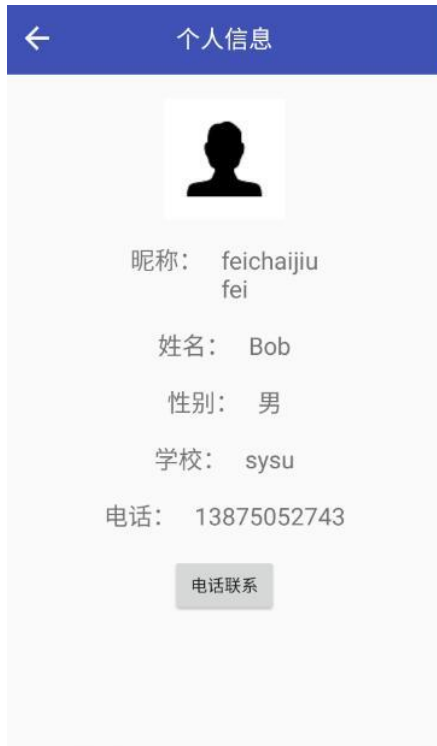 个人信息
昵称： feichaijiu
fei
姓名： Bob
性别： 男
学校： sysu
电话： 13875052743
电话联系